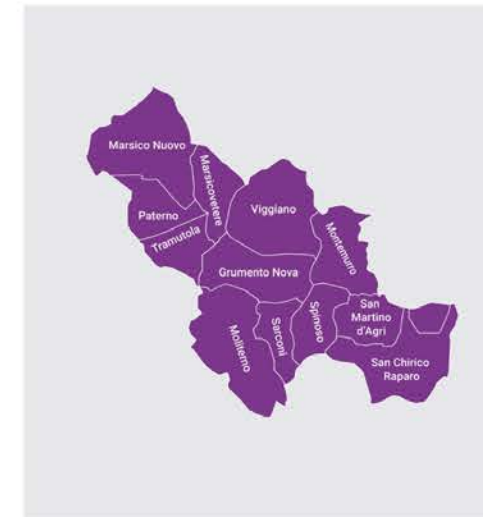 Marsico Nuovo
Marsicovetere
Paterno
Viggiano
Tramutola
Montemurro
Grumento Nova
San
Martino
d'Agri
Spinoso
Sarconi
Moliterno
San Chirico
Raparo